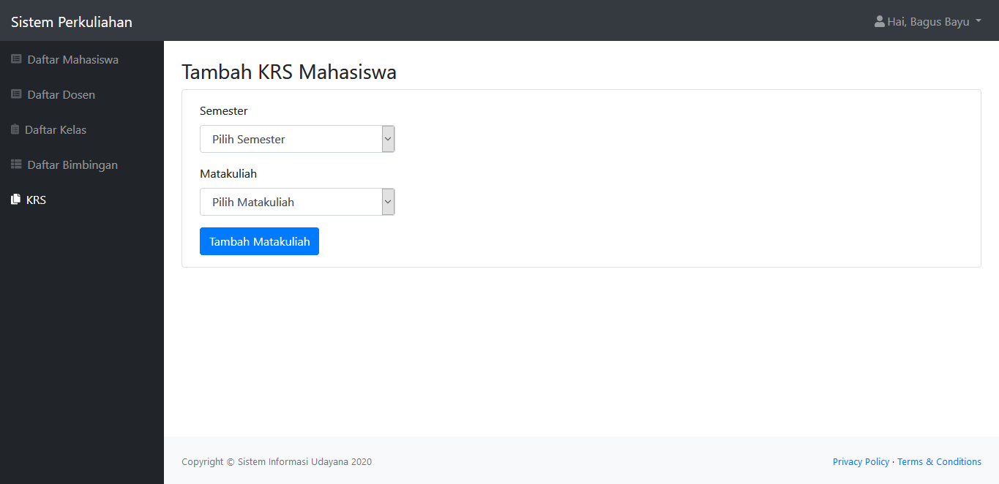 Sistem Perkuliahan
Hai, Bagus Bayu
Daftar Mahasiswa
Daftar Dosen
Daftar Kelas
Daftar Bimbingan
KRS
Tambah KRS Mahasiswa
Semester
Pilih Semester
Matakuliah
Pilih Matakuliah
Tambah Matakuliah
Copyright © Sistem Informasi Udayana 2020
Privacy Policy · Terms & Conditions